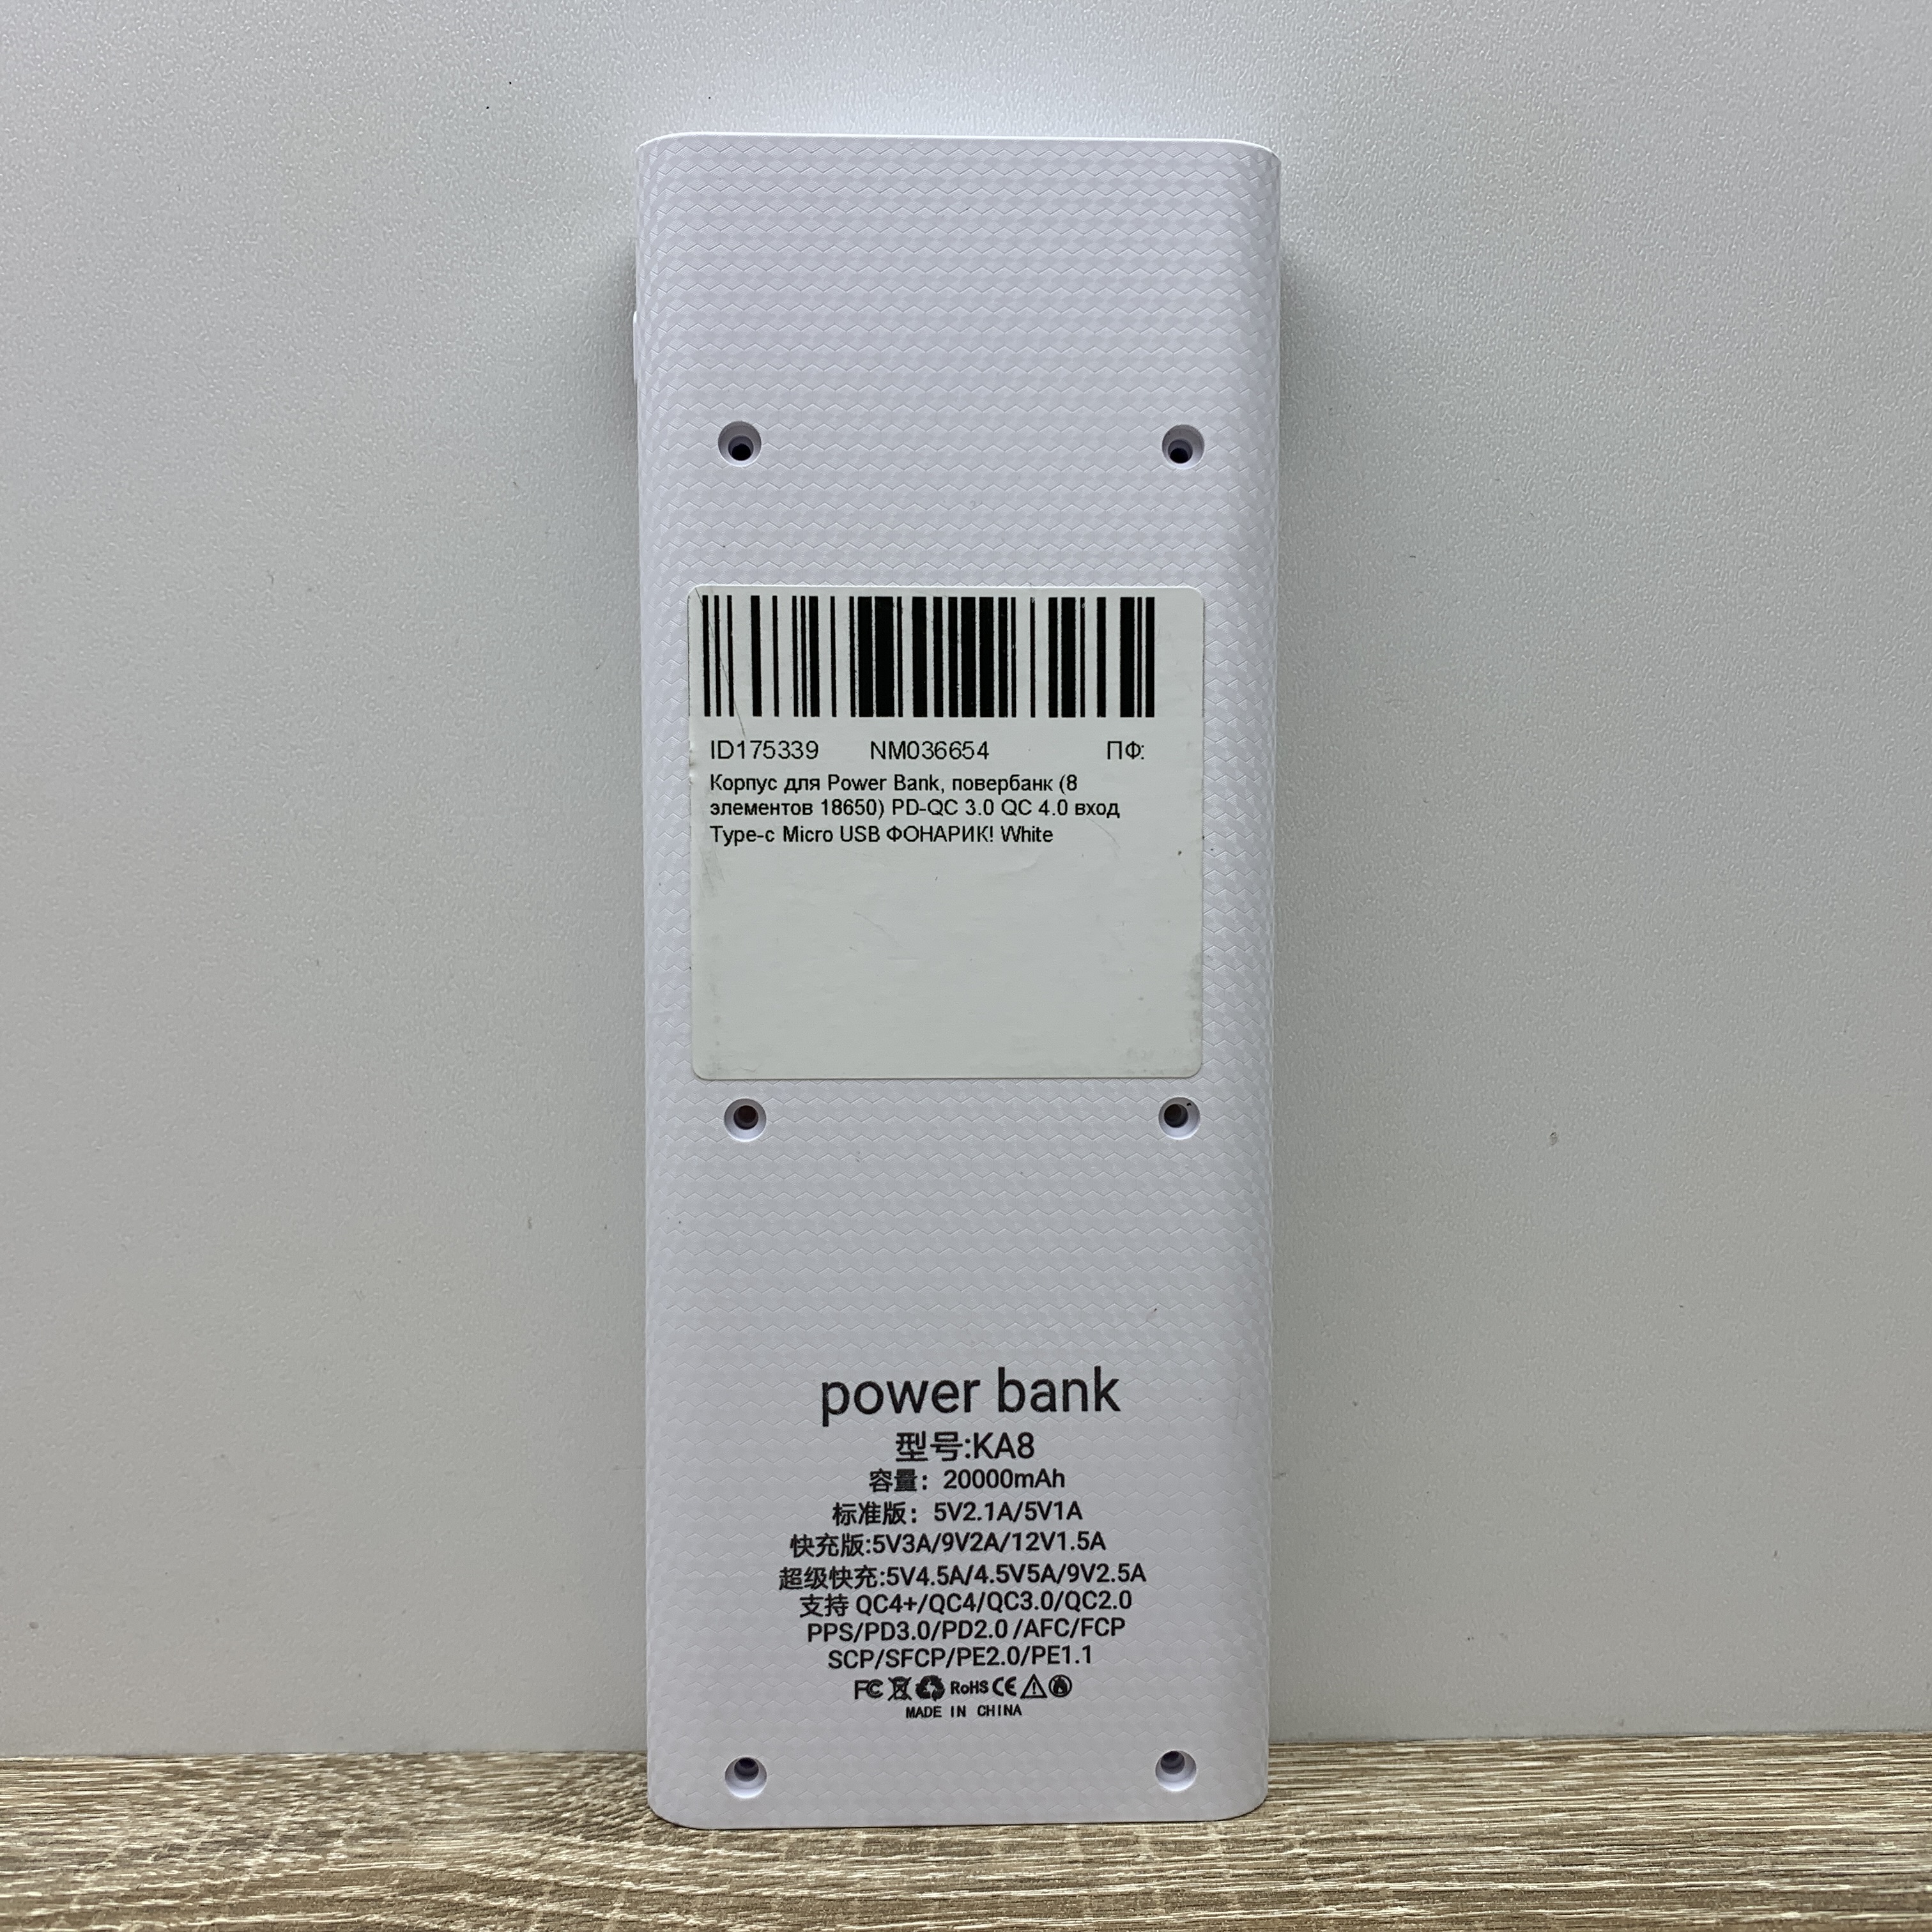 ID175339 NM036654 ПФ:
Корпус для Power Bank, повербанк (8
элементов 18650) PD-QC 3.0 QC 4.0 вход
Type-c Micro USB ФОНАРИК! White
power bank
型号:KA8
容量：20000mAh
标准版：5V2.1A/5V1A
快充版:5V3A/9V2A/12V1.5A
超级快充:5V4.5A/4.5V5A/9V2.5A
支持 QC4+/QC4/QC3.0/QC2.0
PPS/PD3.0/PD2.0 /AFC/FCP
SCP/SFCP/PE2.0/PE1.1
FC RoHS CE
MADE IN CHINA